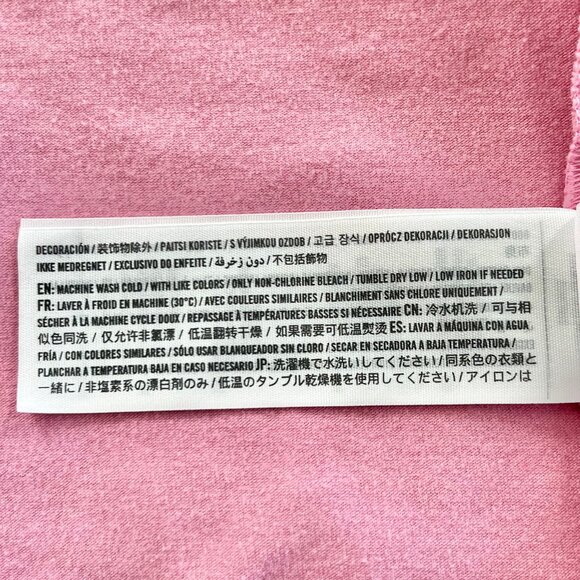 DECORACIÓN / 装饰物除外 / PAITSI KORISTE / S VÝJIMKOU OZDOB / 고급 장식 / OPRÓCZ DEKORACJI / DEKORASJON
IKKE MEDREGNET / EXCLUSIVO DO ENFEITE / دون زخرفة / 不包括飾物
EN: MACHINE WASH COLD / WITH LIKE COLORS / ONLY NON-CHLORINE BLEACH / TUMBLE DRY LOW / LOW IRON IF NEEDED
FR: LAVER À FROID EN MACHINE (30°C) / AVEC COULEURS SIMILAIRES / BLANCHIMENT SANS CHLORE UNIQUEMENT /
SÉCHER À LA MACHINE CYCLE DOUX / REPASSAGE À TEMPÉRATURES BASSES SI NÉCESSAIRE CN: 冷水机洗 / 可与相
似色同洗 / 仅允许非氯漂 / 低温翻转干燥 / 如果需要可低温熨烫 ES: LAVAR A MÁQUINA CON AGUA
FRÍA / CON COLORES SIMILARES / SÓLO USAR BLANQUEADOR SIN CLORO / SECAR EN SECADORA A BAJA TEMPERATURA /
PLANCHAR A TEMPERATURA BAJA EN CASO NECESARIO JP: 洗濯機で水洗いしてください / 同系色の衣類と
一緒に / 非塩素系の漂白剤のみ / 低温のタンブル乾燥機を使用してください / アイロンは